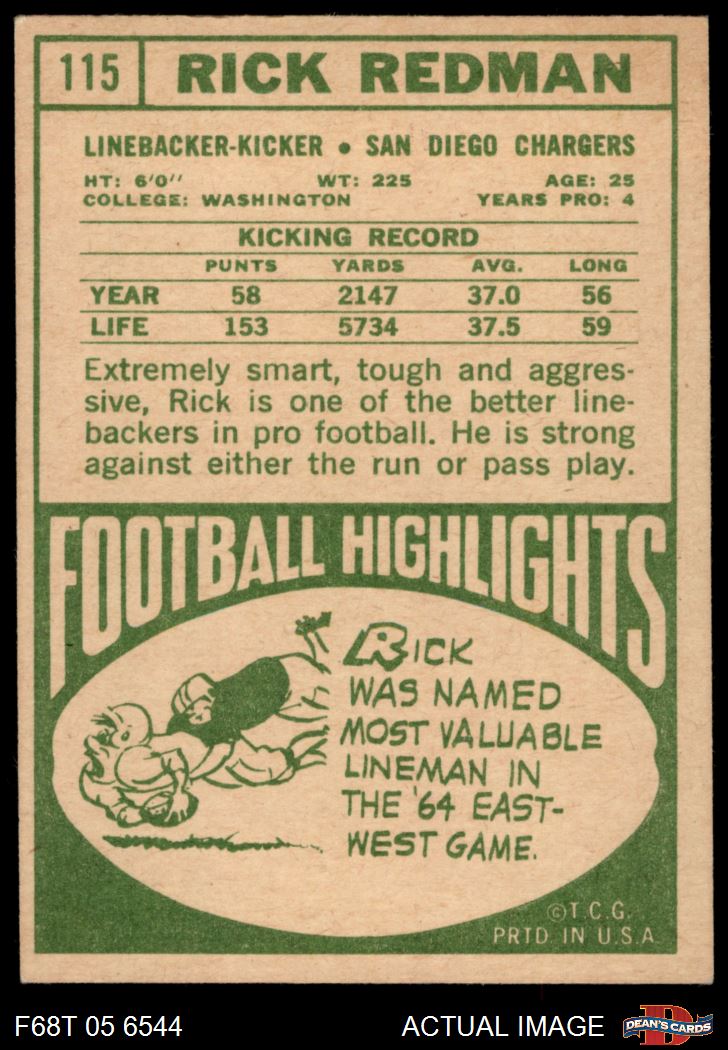 115 RICK REDMAN
LINEBACKER-KICKER • SAN DIEGO CHARGERS
HT: 6'0'' WT: 225 AGE: 25
COLLEGE: WASHINGTON YEARS PRO: 4
KICKING RECORD
PUNTS YARDS AVG. LONG
YEAR 58 2147 37.0 56
LIFE 153 5734 37.5 59
Extremely smart, tough and aggres-
sive, Rick is one of the better line-
backers in pro football. He is strong
against either the run or pass play.
FOOTBALL HIGHLIGHTS
RICK
WAS NAMED
MOST VALUABLE
LINEMAN IN
THE '64 EAST-
WEST GAME.
©T.C.G.
PRTD IN U.S.A.
F68T 05 6544 ACTUAL IMAGE D DEAN'S CARDS